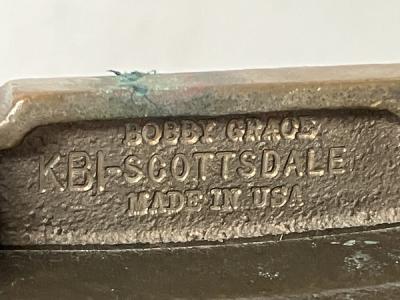 BOBBY GRACE
KBI-SCOTTSDALE
MADE IN USA